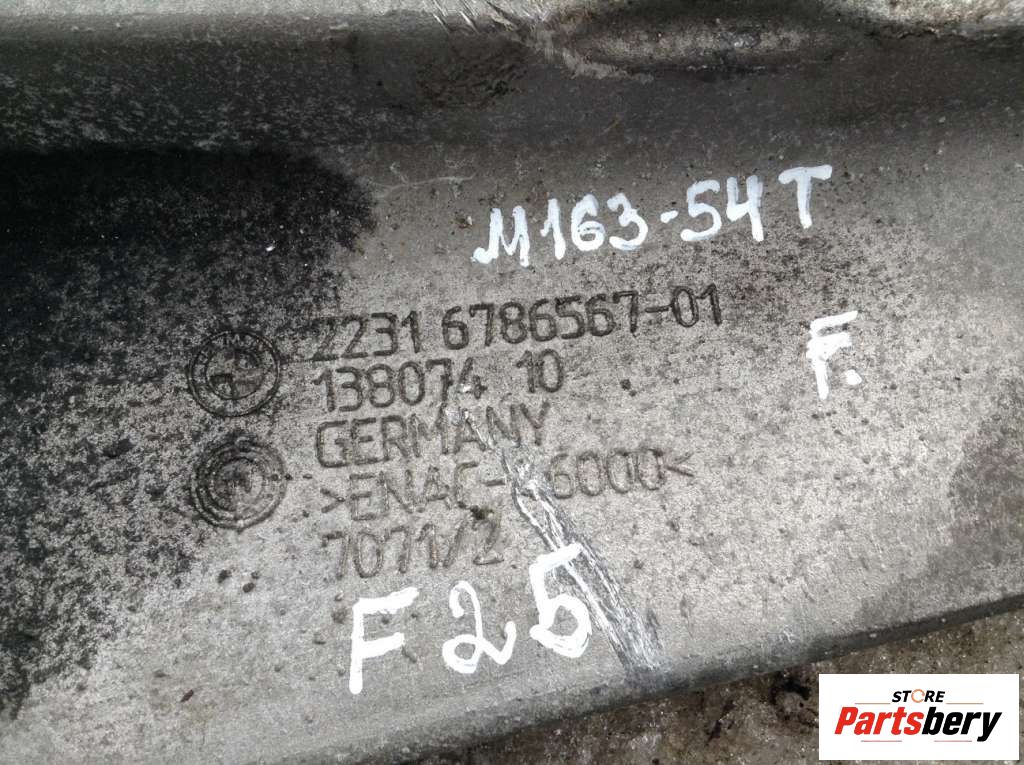 M163-54T
2231 6786567-01
F.
138074 10
GERMANY
>ENAC- 6000<
7071/2
F25
STORE
Partsbery